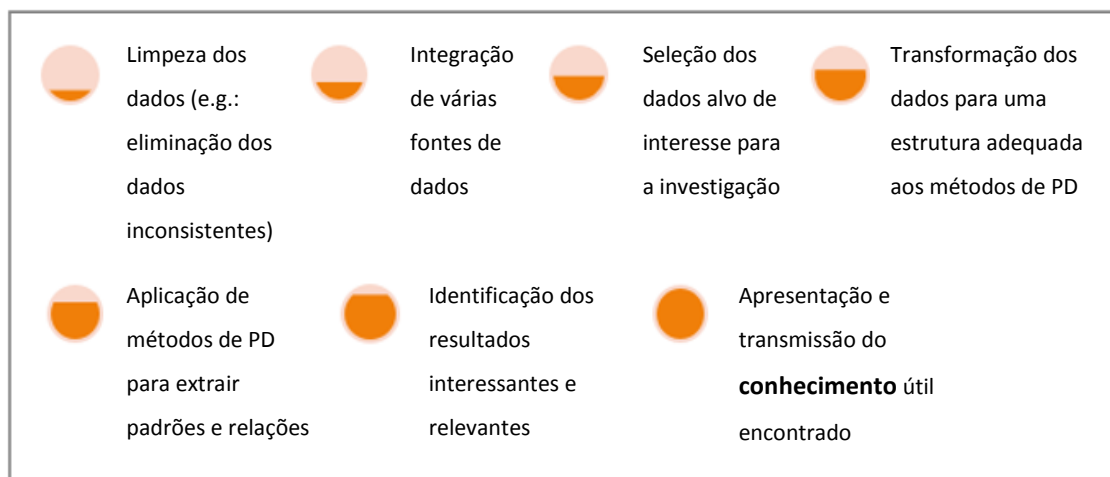 Limpeza dos
dados (e.g.:
eliminação dos
dados
inconsistentes)
Integração
de várias
fontes de
dados
Seleção dos
dados alvo de
interesse para
a investigação
Transformação dos
dados para uma
estrutura adequada
aos métodos de PD
Aplicação de
métodos de PD
para extrair
padrões e relações
Identificação dos
resultados
interessantes e
relevantes
Apresentação e
transmissão do
conhecimento útil
encontrado